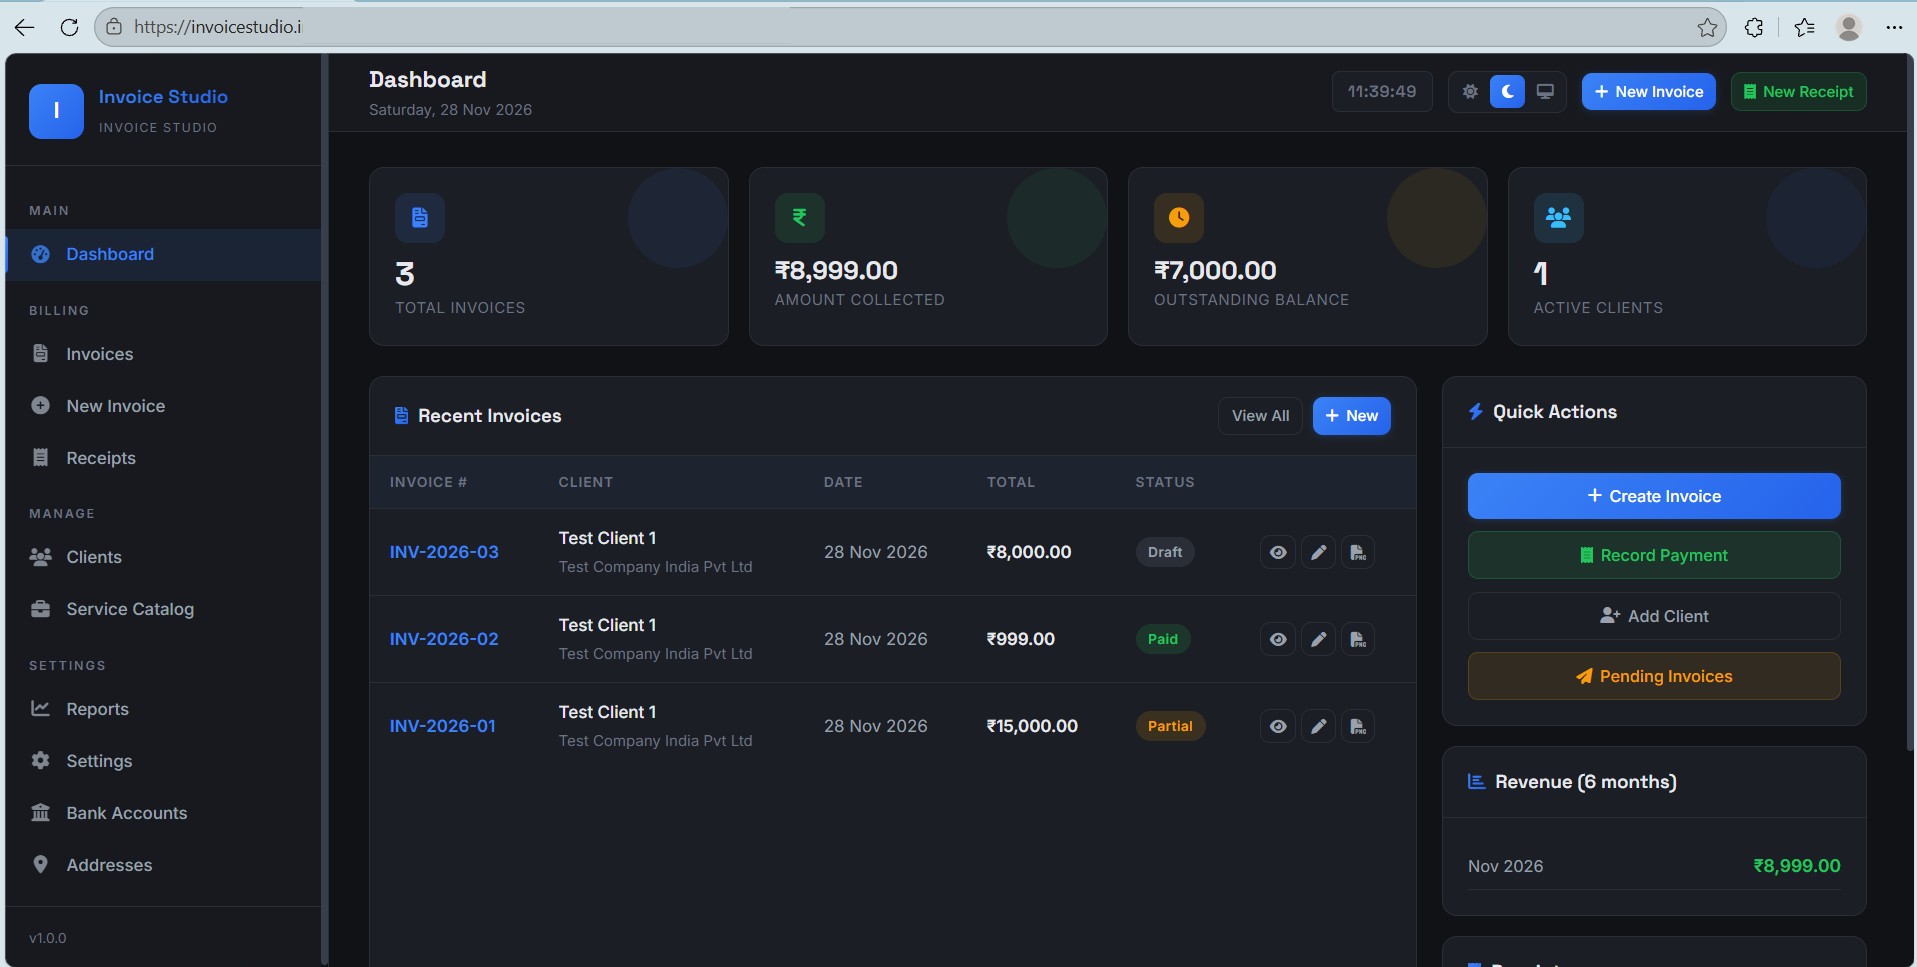 https://invoicestudio.i
I
Invoice Studio
INVOICE STUDIO
MAIN
Dashboard
BILLING
Invoices
New Invoice
Receipts
MANAGE
Clients
Service Catalog
SETTINGS
Reports
Settings
Bank Accounts
Addresses
v1.0.0
Dashboard
Saturday, 28 Nov 2026
11:39:49
+ New Invoice
New Receipt
3
TOTAL INVOICES
₹
₹8,999.00
AMOUNT COLLECTED
₹7,000.00
OUTSTANDING BALANCE
1
ACTIVE CLIENTS
Recent Invoices
View All
+ New
INVOICE # CLIENT DATE TOTAL STATUS
INV-2026-03 Test Client 1 28 Nov 2026 ₹8,000.00 Draft PNG
Test Company India Pvt Ltd
INV-2026-02 Test Client 1 28 Nov 2026 ₹999.00 Paid PNG
Test Company India Pvt Ltd
INV-2026-01 Test Client 1 28 Nov 2026 ₹15,000.00 Partial PNG
Test Company India Pvt Ltd
Quick Actions
+ Create Invoice
Record Payment
Add Client
Pending Invoices
Revenue (6 months)
Nov 2026 ₹8,999.00